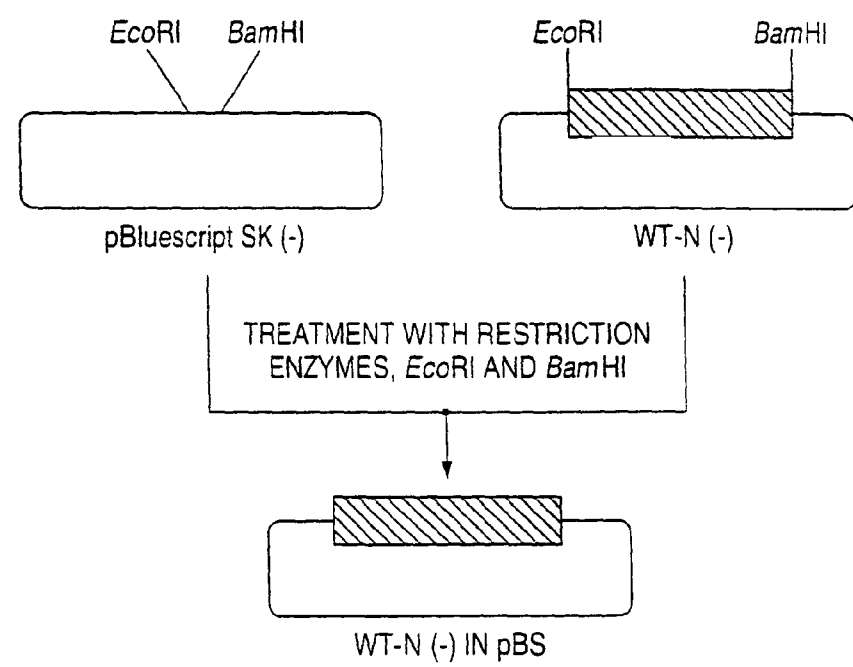 EcoRI BamHI
EcoRI BamHI
pBluescript SK (-)
WT-N (-)
TREATMENT WITH RESTRICTION
ENZYMES, EcoRI AND BamHI
WT-N (-) IN pBS